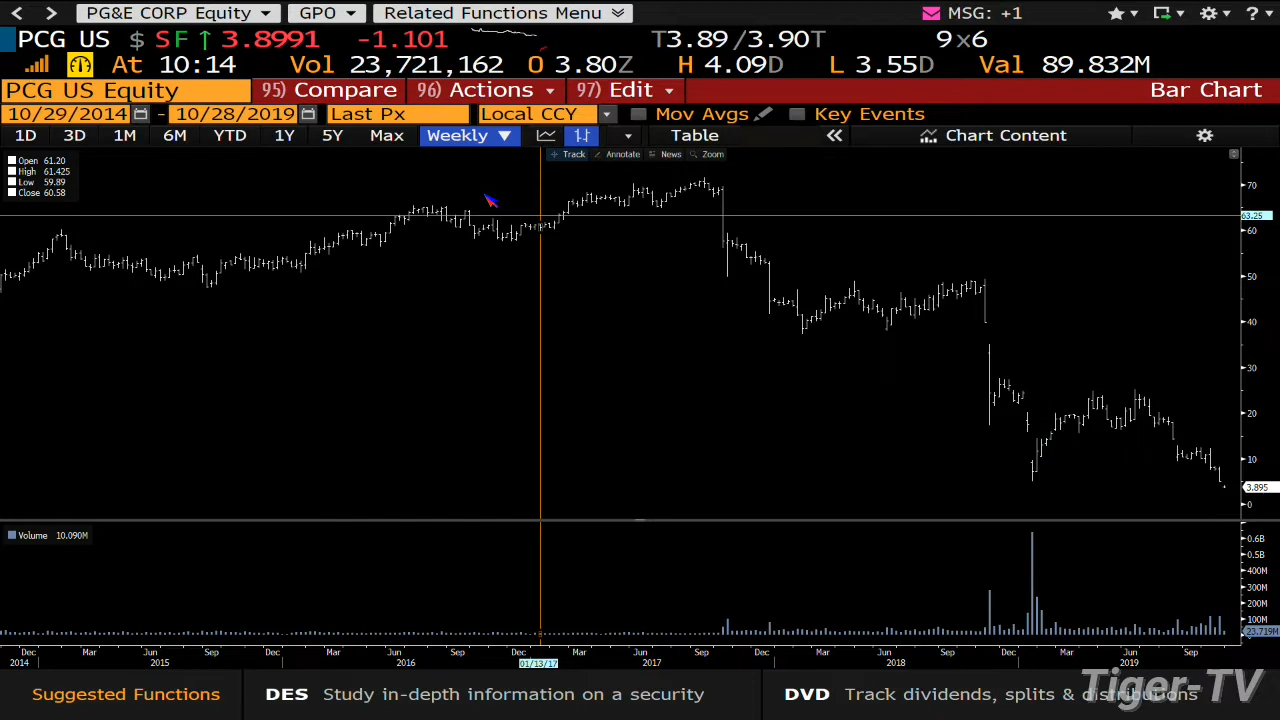 PG&E CORP Equity GPO Related Functions Menu MSG: +1 ?
PCG US $ S F ↑ 3.8991 -1.101 T3.89/3.90T 9×6
At 10:14 Vol 23,721,162 O 3.80Z H 4.09D L 3.55D Val 89.832M
PCG US Equity 95) Compare 96) Actions 97) Edit Bar Chart
10/29/2014 - 10/28/2019 Last Px Local CCY Mov Avgs Key Events
1D 3D 1M 6M YTD 1Y 5Y Max Weekly ▼ Table Chart Content
Track Annotate News Zoom
Open 61.20
High 61.425
Low 59.89
Close 60.58
70
63.25
60
50
40
30
20
10
3.895
0
Volume 10.090M
0.6B
0.5B
400M
300M
200M
100M
23.719M
Dec Mar Jun Sep Dec Mar Jun Sep Dec Mar Jun Sep Dec Mar Jun Sep Dec Mar Jun Sep
2014 2015 2016 01/13/17 2017 2018 2019
Suggested Functions DES Study in-depth information on a security DVD Track dividends, splits & distributions
Tiger-TV